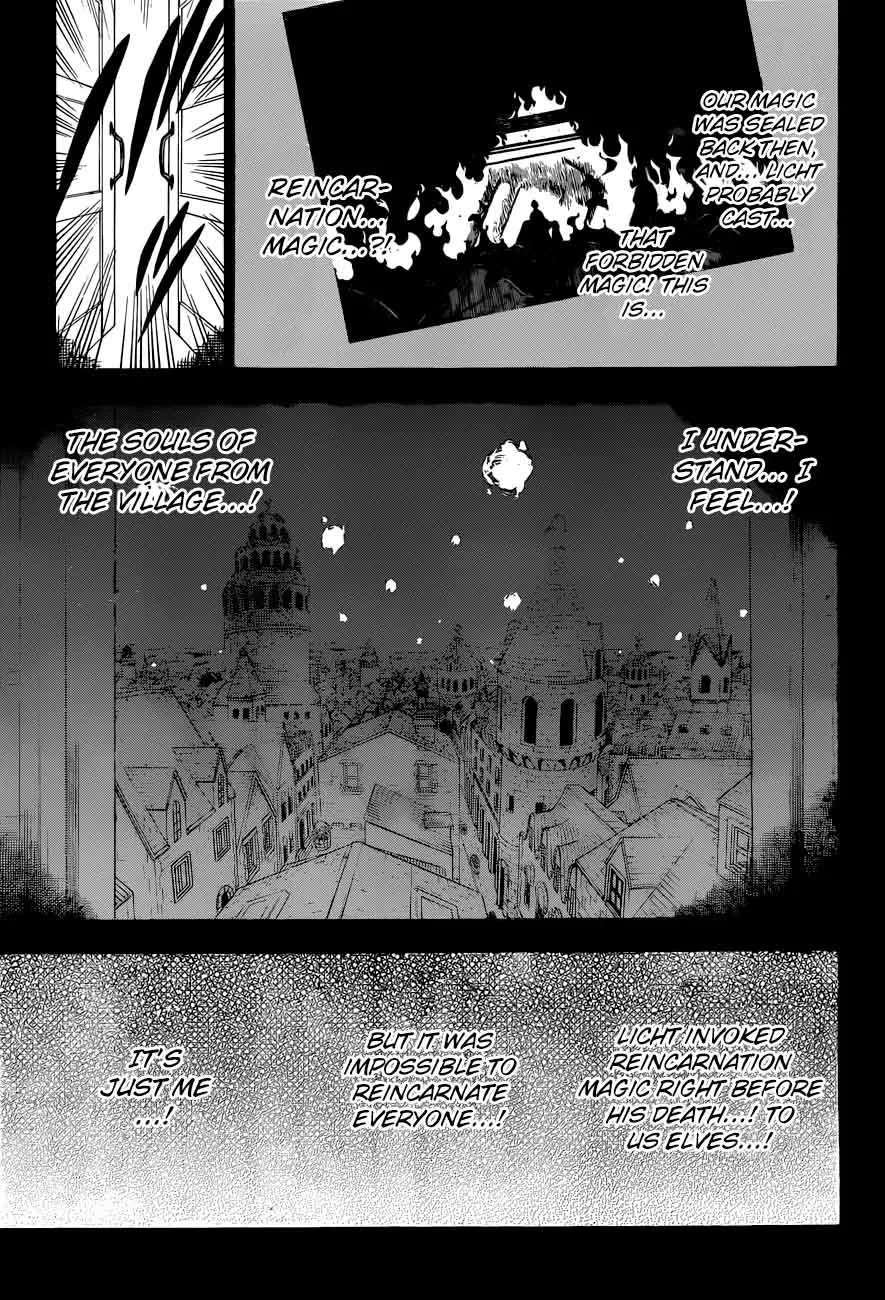 OUR MAGIC
WAS SEALED
BACK THEN,
AND... LICHT
PROBABLY
CAST...
THAT
FORBIDDEN
MAGIC! THIS
IS...
REINCAR-
NATION...
MAGIC...?!
I UNDER-
STAND... I
FEEL...!
THE SOULS OF
EVERYONE FROM
THE VILLAGE...!
LICHT INVOKED
REINCARNATION
MAGIC RIGHT BEFORE
HIS DEATH...! TO
US ELVES...!
BUT IT WAS
IMPOSSIBLE TO
REINCARNATE
EVERYONE...!
IT'S
JUST ME
...!